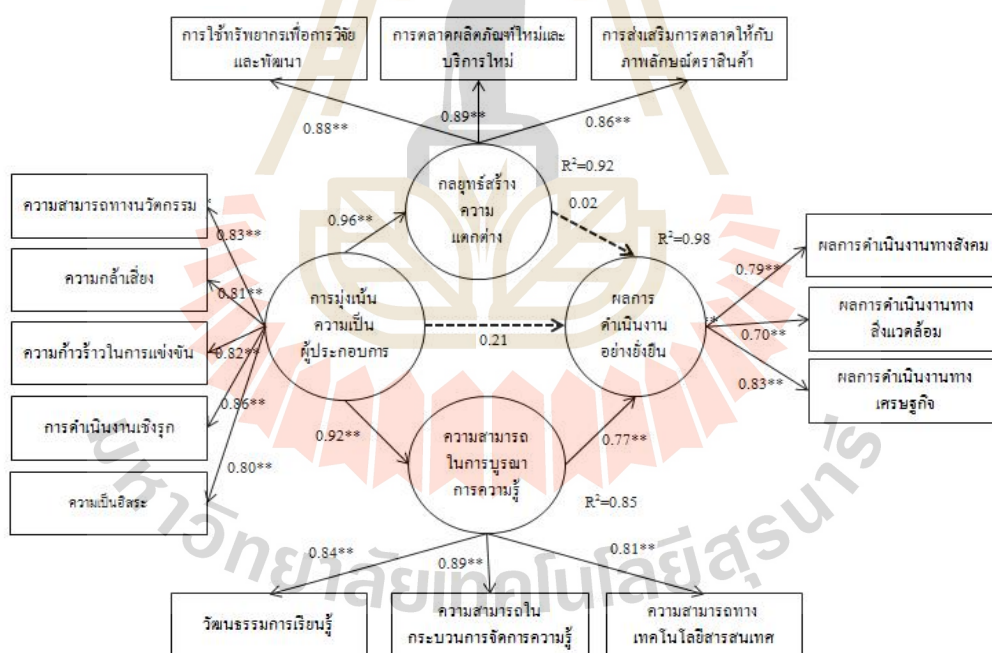 การใช้ทรัพยากรเพื่อการวิจัย
และพัฒนา
การตลาดผลิตภัณฑ์ใหม่และ
บริการใหม่
การส่งเสริมการตลาดให้กับ
ภาพลักษณ์ตราสินค้า
0.88**
0.89**
0.86**
R²=0.92
กลยุทธ์สร้าง
ความ
แตกต่าง
0.96**
0.02
R²=0.98
ความสามารถทางนวัตกรรม
ความกล้าเสี่ยง
ความก้าวร้าวในการแข่งขัน
การดำเนินงานเชิงรุก
ความเป็นอิสระ
0.83**
0.81**
0.82**
0.86**
0.80**
การมุ่งเน้น
ความเป็น
ผู้ประกอบการ
0.21
ผลการ
ดำเนินงาน
อย่างยั่งยืน
**
0.79**
0.70**
0.83**
ผลการดำเนินงานทางสังคม
ผลการดำเนินงานทาง
สิ่งแวดล้อม
ผลการดำเนินงานทาง
เศรษฐกิจ
0.92**
ความสามารถ
ในการบูรณา
การความรู้
0.77**
R²=0.85
0.84**
0.89**
0.81**
วัฒนธรรมการเรียนรู้
ความสามารถใน
กระบวนการจัดการความรู้
ความสามารถทาง
เทคโนโลยีสารสนเทศ
มหาวิทยาลัยเทคโนโลยีสุรนารี